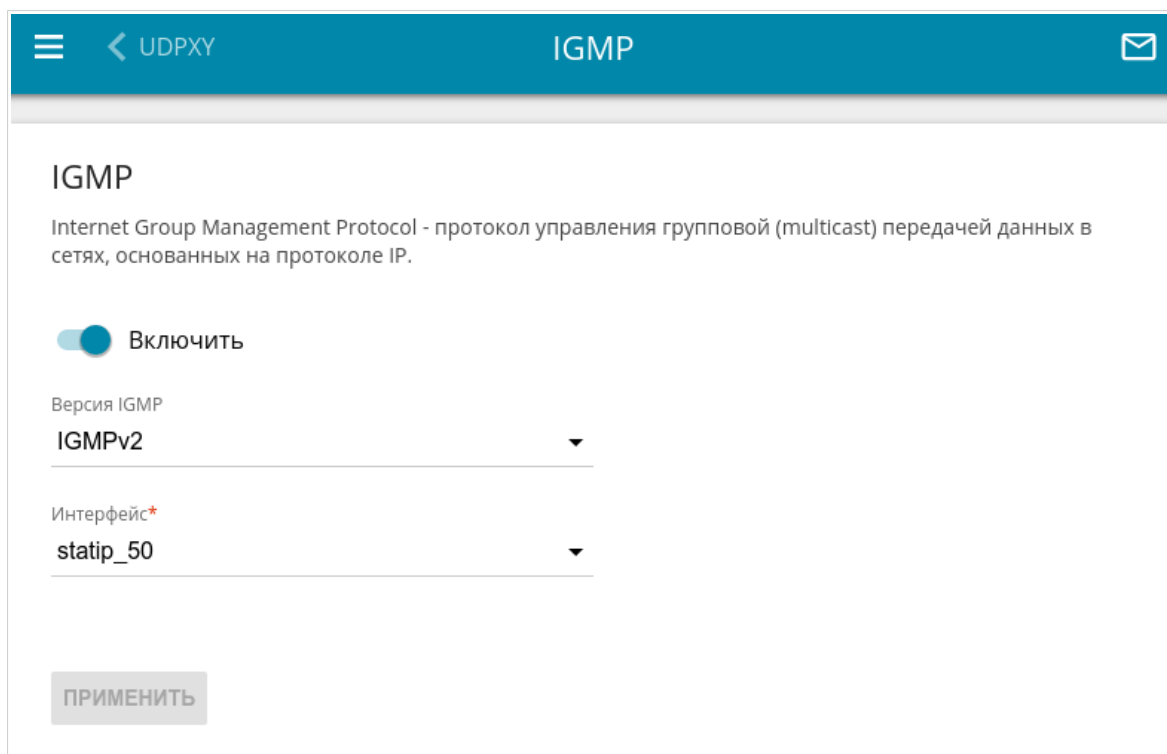 UDPXY
IGMP
IGMP
Internet Group Management Protocol - протокол управления групповой (multicast) передачей данных в
сетях, основанных на протоколе IP.
Включить
Версия IGMP
IGMPv2
Интерфейс*
statip_50
ПРИМЕНИТЬ